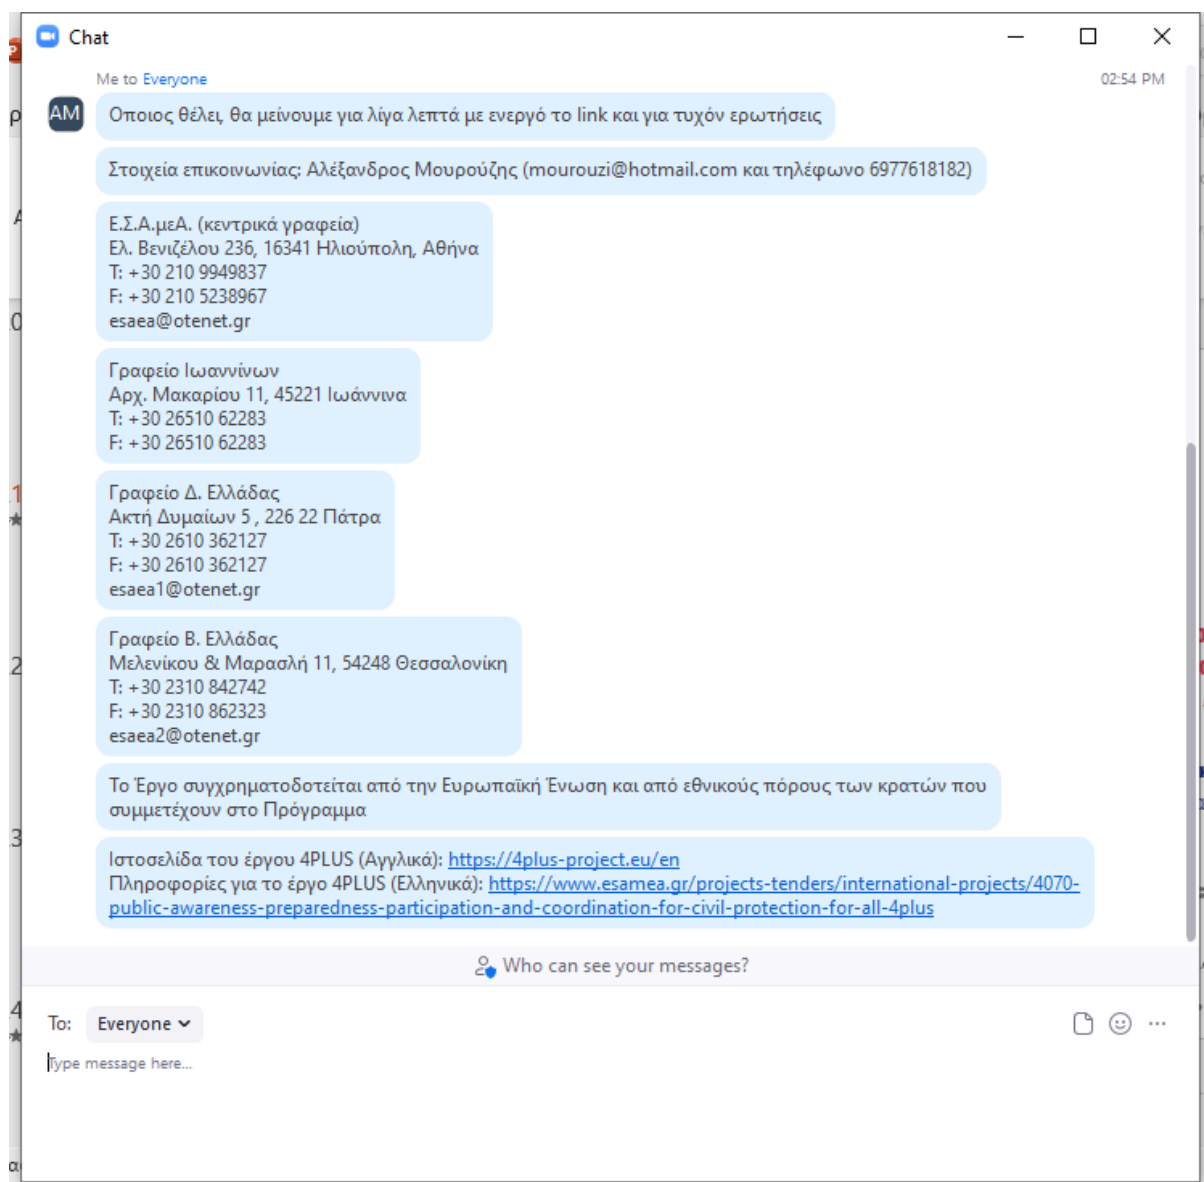 Chat
Me to Everyone
02:54 PM
AM
Οποιος θέλει, θα μείνουμε για λίγα λεπτά με ενεργό το link και για τυχόν ερωτήσεις
Στοιχεία επικοινωνίας: Αλέξανδρος Μουρούζης (mourouzi@hotmail.com και τηλέφωνο 6977618182)
Ε.Σ.Α.μεΑ. (κεντρικά γραφεία)
Ελ. Βενιζέλου 236, 16341 Ηλιούπολη, Αθήνα
T: +30 210 9949837
F: +30 210 5238967
esaea@otenet.gr
Γραφείο Ιωαννίνων
Αρχ. Μακαρίου 11, 45221 Ιωάννινα
T: +30 26510 62283
F: +30 26510 62283
Γραφείο Δ. Ελλάδας
Ακτή Δυμαίων 5 , 226 22 Πάτρα
T: +30 2610 362127
F: +30 2610 362127
esaea1@otenet.gr
Γραφείο Β. Ελλάδας
Μελενίκου & Μαρασλή 11, 54248 Θεσσαλονίκη
T: +30 2310 842742
F: +30 2310 862323
esaea2@otenet.gr
Το Έργο συγχρηματοδοτείται από την Ευρωπαϊκή Ένωση και από εθνικούς πόρους των κρατών που
συμμετέχουν στο Πρόγραμμα
Ιστοσελίδα του έργου 4PLUS (Αγγλικά): https://4plus-project.eu/en
Πληροφορίες για το έργο 4PLUS (Ελληνικά): https://www.esamea.gr/projects-tenders/international-projects/4070-
public-awareness-preparedness-participation-and-coordination-for-civil-protection-for-all-4plus
Who can see your messages?
To: Everyone
Type message here...